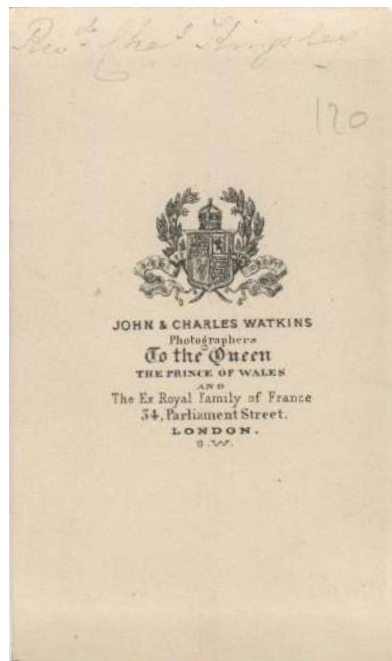 Revd. Chas Kingsley
120
JOHN & CHARLES WATKINS
Photographers
To the Queen
THE PRINCE OF WALES
AND
The Ex Royal Family of France
34, Parliament Street.
LONDON.
S.W.